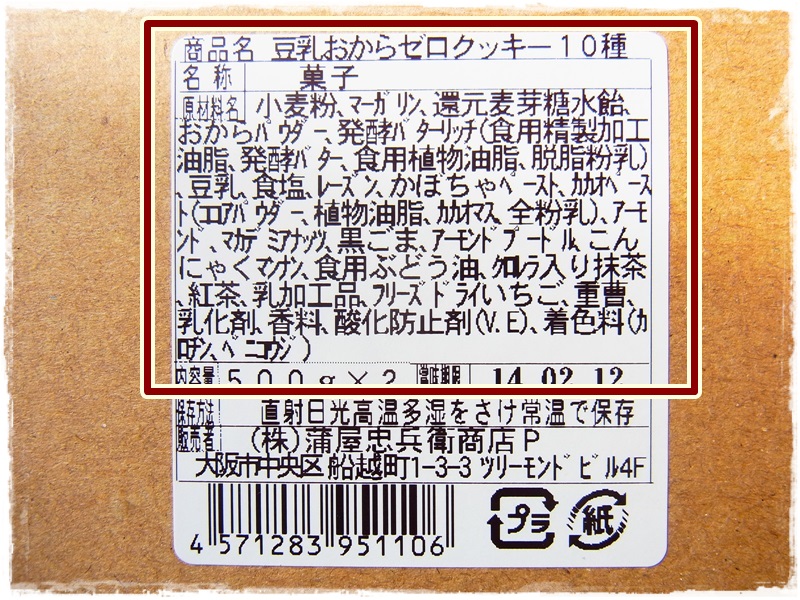 商品名 豆乳おからゼロクッキー10種
名称 菓子
原材料名 小麦粉、マーガリン、還元麦芽糖水飴、
おからパウダー、発酵バターリッチ(食用精製加工
油脂、発酵バター、食用植物油脂、脱脂粉乳)
、豆乳、食塩、レーズン、かぼちゃペースト、カカオペース
ト(ココアパウダー、植物油脂、カカオマス、全粉乳)、アーモ
ンド、マカデミアナッツ、黒ごま、アーモンドプードル、こん
にゃくマンナン、食用ぶどう油、クロレラ入り抹茶
、紅茶、乳加工品、フリーズドライいちご、重曹、
乳化剤、香料、酸化防止剤(V.E)、着色料(カ
ロチン、ベニコウジ)
内容量 500g×2 賞味期限 14.02.12
保存方法 直射日光高温多湿をさけ常温で保存
販売者 (株)蒲屋忠兵衛商店P
大阪市中央区船越町1-3-3 ツリーモンドビル4F
4 571283 951106
プラ 紙